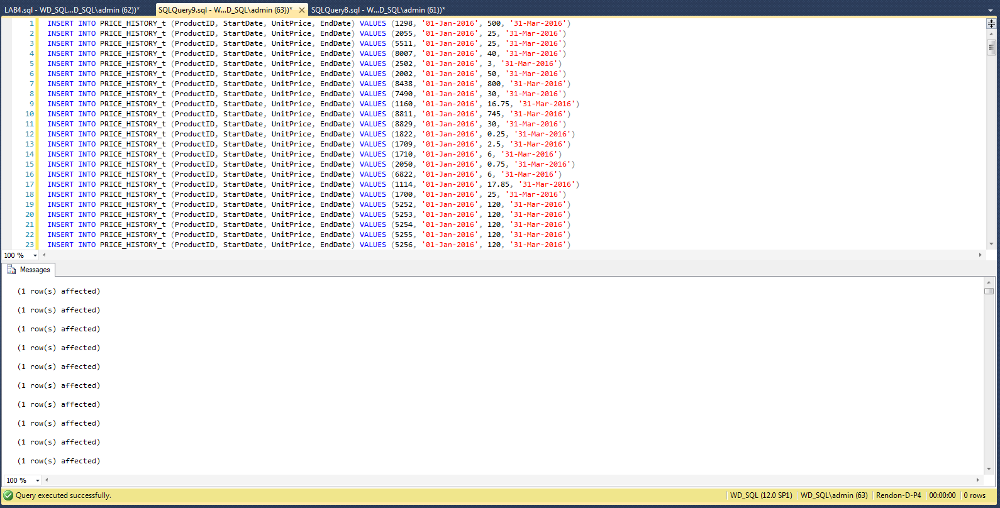 LAB4.sql - WD_SQL...D_SQL\admin (62))* SQLQuery9.sql - W...D_SQL\admin (63))* SQLQuery8.sql - W...D_SQL\admin (61))*
1 INSERT INTO PRICE_HISTORY_t (ProductID, StartDate, UnitPrice, EndDate) VALUES (1298, '01-Jan-2016', 500, '31-Mar-2016')
2 INSERT INTO PRICE_HISTORY_t (ProductID, StartDate, UnitPrice, EndDate) VALUES (2055, '01-Jan-2016', 25, '31-Mar-2016')
3 INSERT INTO PRICE_HISTORY_t (ProductID, StartDate, UnitPrice, EndDate) VALUES (5511, '01-Jan-2016', 25, '31-Mar-2016')
4 INSERT INTO PRICE_HISTORY_t (ProductID, StartDate, UnitPrice, EndDate) VALUES (8007, '01-Jan-2016', 40, '31-Mar-2016')
5 INSERT INTO PRICE_HISTORY_t (ProductID, StartDate, UnitPrice, EndDate) VALUES (2502, '01-Jan-2016', 3, '31-Mar-2016')
6 INSERT INTO PRICE_HISTORY_t (ProductID, StartDate, UnitPrice, EndDate) VALUES (2002, '01-Jan-2016', 50, '31-Mar-2016')
7 INSERT INTO PRICE_HISTORY_t (ProductID, StartDate, UnitPrice, EndDate) VALUES (8438, '01-Jan-2016', 800, '31-Mar-2016')
8 INSERT INTO PRICE_HISTORY_t (ProductID, StartDate, UnitPrice, EndDate) VALUES (7490, '01-Jan-2016', 30, '31-Mar-2016')
9 INSERT INTO PRICE_HISTORY_t (ProductID, StartDate, UnitPrice, EndDate) VALUES (1160, '01-Jan-2016', 16.75, '31-Mar-2016')
10 INSERT INTO PRICE_HISTORY_t (ProductID, StartDate, UnitPrice, EndDate) VALUES (8811, '01-Jan-2016', 745, '31-Mar-2016')
11 INSERT INTO PRICE_HISTORY_t (ProductID, StartDate, UnitPrice, EndDate) VALUES (8829, '01-Jan-2016', 30, '31-Mar-2016')
12 INSERT INTO PRICE_HISTORY_t (ProductID, StartDate, UnitPrice, EndDate) VALUES (1822, '01-Jan-2016', 0.25, '31-Mar-2016')
13 INSERT INTO PRICE_HISTORY_t (ProductID, StartDate, UnitPrice, EndDate) VALUES (1709, '01-Jan-2016', 2.5, '31-Mar-2016')
14 INSERT INTO PRICE_HISTORY_t (ProductID, StartDate, UnitPrice, EndDate) VALUES (1710, '01-Jan-2016', 6, '31-Mar-2016')
15 INSERT INTO PRICE_HISTORY_t (ProductID, StartDate, UnitPrice, EndDate) VALUES (2050, '01-Jan-2016', 0.75, '31-Mar-2016')
16 INSERT INTO PRICE_HISTORY_t (ProductID, StartDate, UnitPrice, EndDate) VALUES (6822, '01-Jan-2016', 6, '31-Mar-2016')
17 INSERT INTO PRICE_HISTORY_t (ProductID, StartDate, UnitPrice, EndDate) VALUES (1114, '01-Jan-2016', 17.85, '31-Mar-2016')
18 INSERT INTO PRICE_HISTORY_t (ProductID, StartDate, UnitPrice, EndDate) VALUES (1700, '01-Jan-2016', 25, '31-Mar-2016')
19 INSERT INTO PRICE_HISTORY_t (ProductID, StartDate, UnitPrice, EndDate) VALUES (5252, '01-Jan-2016', 120, '31-Mar-2016')
20 INSERT INTO PRICE_HISTORY_t (ProductID, StartDate, UnitPrice, EndDate) VALUES (5253, '01-Jan-2016', 120, '31-Mar-2016')
21 INSERT INTO PRICE_HISTORY_t (ProductID, StartDate, UnitPrice, EndDate) VALUES (5254, '01-Jan-2016', 120, '31-Mar-2016')
22 INSERT INTO PRICE_HISTORY_t (ProductID, StartDate, UnitPrice, EndDate) VALUES (5255, '01-Jan-2016', 120, '31-Mar-2016')
23 INSERT INTO PRICE_HISTORY_t (ProductID, StartDate, UnitPrice, EndDate) VALUES (5256, '01-Jan-2016', 120, '31-Mar-2016')
100 %
Messages
(1 row(s) affected)
(1 row(s) affected)
(1 row(s) affected)
(1 row(s) affected)
(1 row(s) affected)
(1 row(s) affected)
(1 row(s) affected)
(1 row(s) affected)
(1 row(s) affected)
(1 row(s) affected)
100 %
Query executed successfully. WD_SQL (12.0 SP1) WD_SQL\admin (63) Rendon-D-P4 00:00:00 0 rows